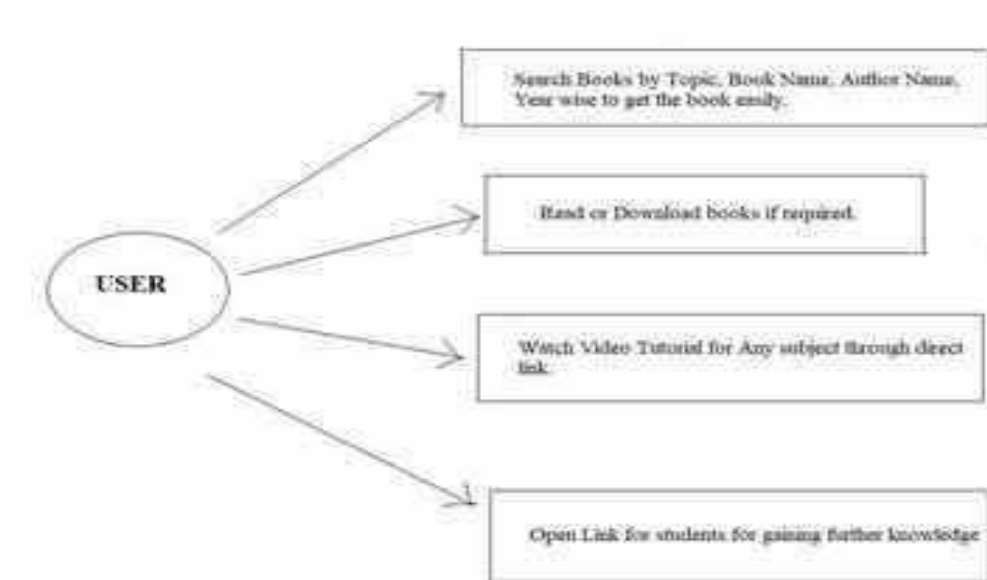 Search Books by Topic, Book Name, Author Name,
Year wise to get the book easily.
Read or Download books if required.
USER
Watch Video Tutorial for Any subject through direct
link.
Open Link for students for gaining further knowledge